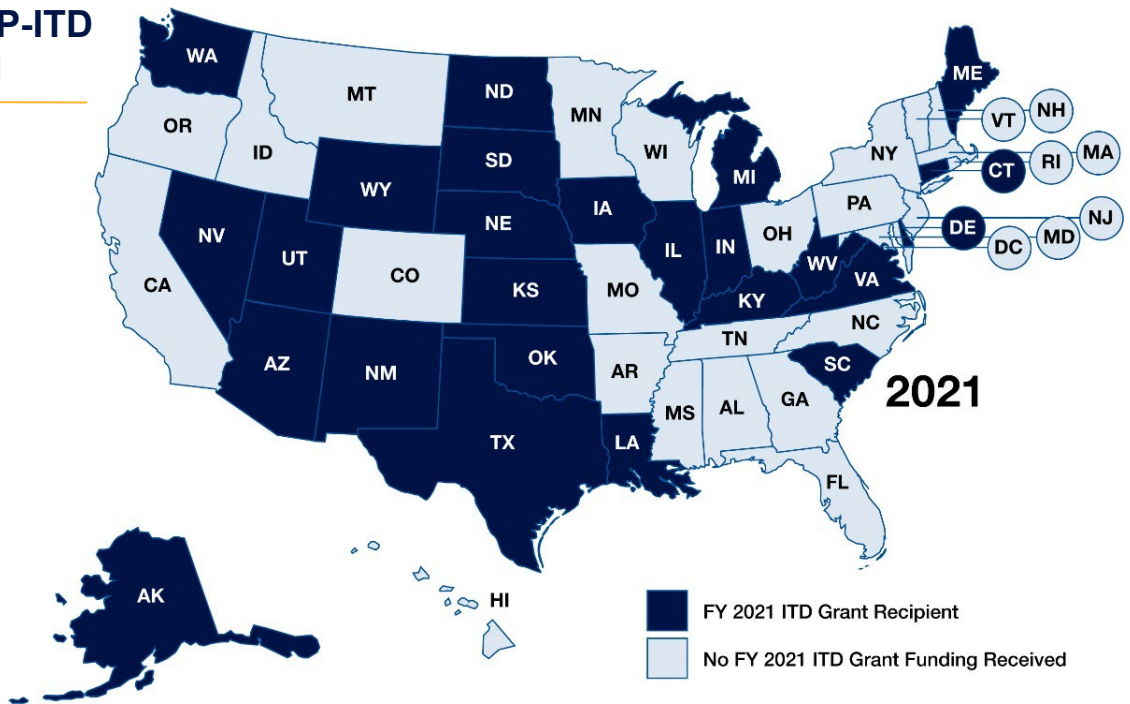 P-ITD
WA
MT
ND
MN
ME
OR
ID
SD
WI
MI
NY
VT
NH
WY
IA
CT
RI
MA
NV
UT
NE
IL
IN
OH
PA
DE
NJ
CA
CO
KS
MO
WV
VA
DC
MD
KY
AZ
NM
OK
AR
TN
NC
SC
2021
TX
LA
MS
AL
GA
FL
AK
HI
FY 2021 ITD Grant Recipient
No FY 2021 ITD Grant Funding Received